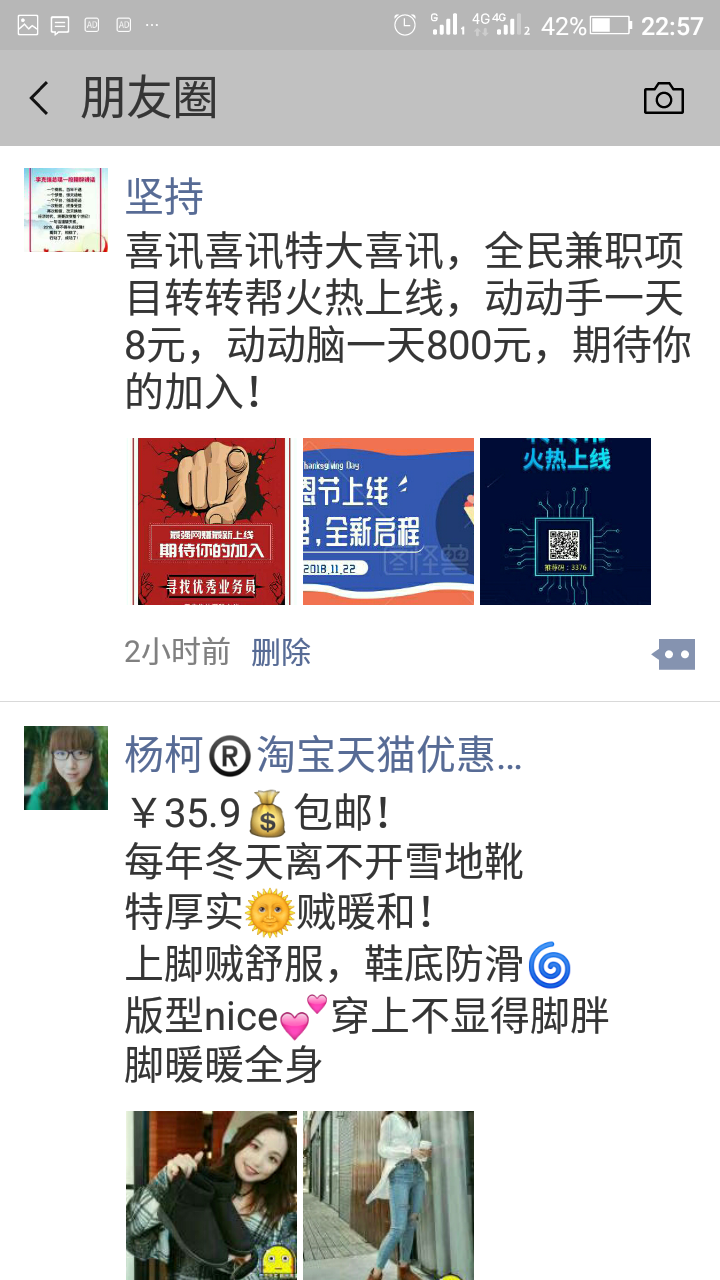 22:57
42%
朋友圈
坚持
喜讯喜讯特大喜讯，全民兼职项
目转转帮火热上线，动动手一天
8元，动动脑一天800元，期待你
的加入！
最强网赚最新上线
期待你的加入
寻找优秀业务员
hanksgiving Day
恩节上线
,全新启程
2018.11.22
火热上线
推荐码：3376
2小时前
删除
杨柯®淘宝天猫优惠...
￥35.9💰包邮！
每年冬天离不开雪地靴
特厚实🌞贼暖和！
上脚贼舒服，鞋底防滑🌀
版型nice💕穿上不显得脚胖
脚暖暖全身